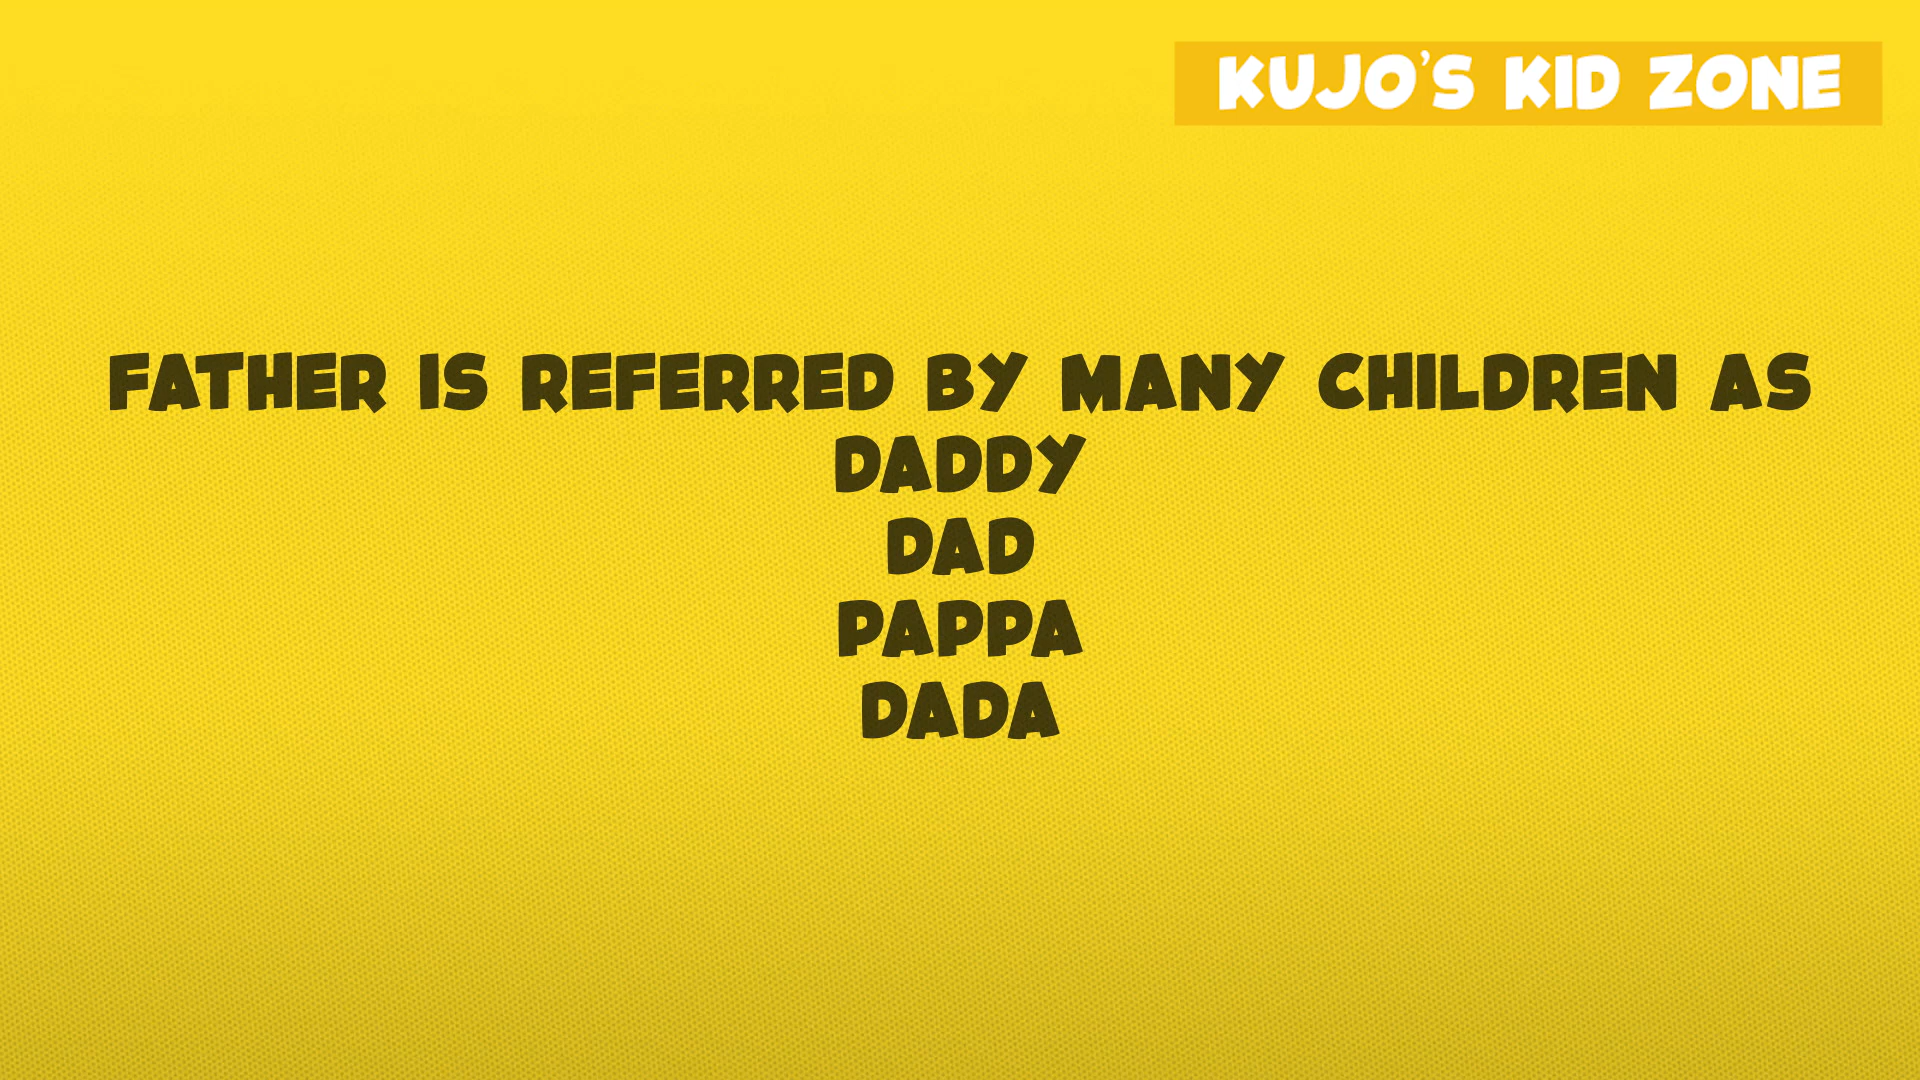 KUJO'S KID ZONE
FATHER IS REFERRED BY MANY CHILDREN AS
DADDY
DAD
PAPPA
DADA